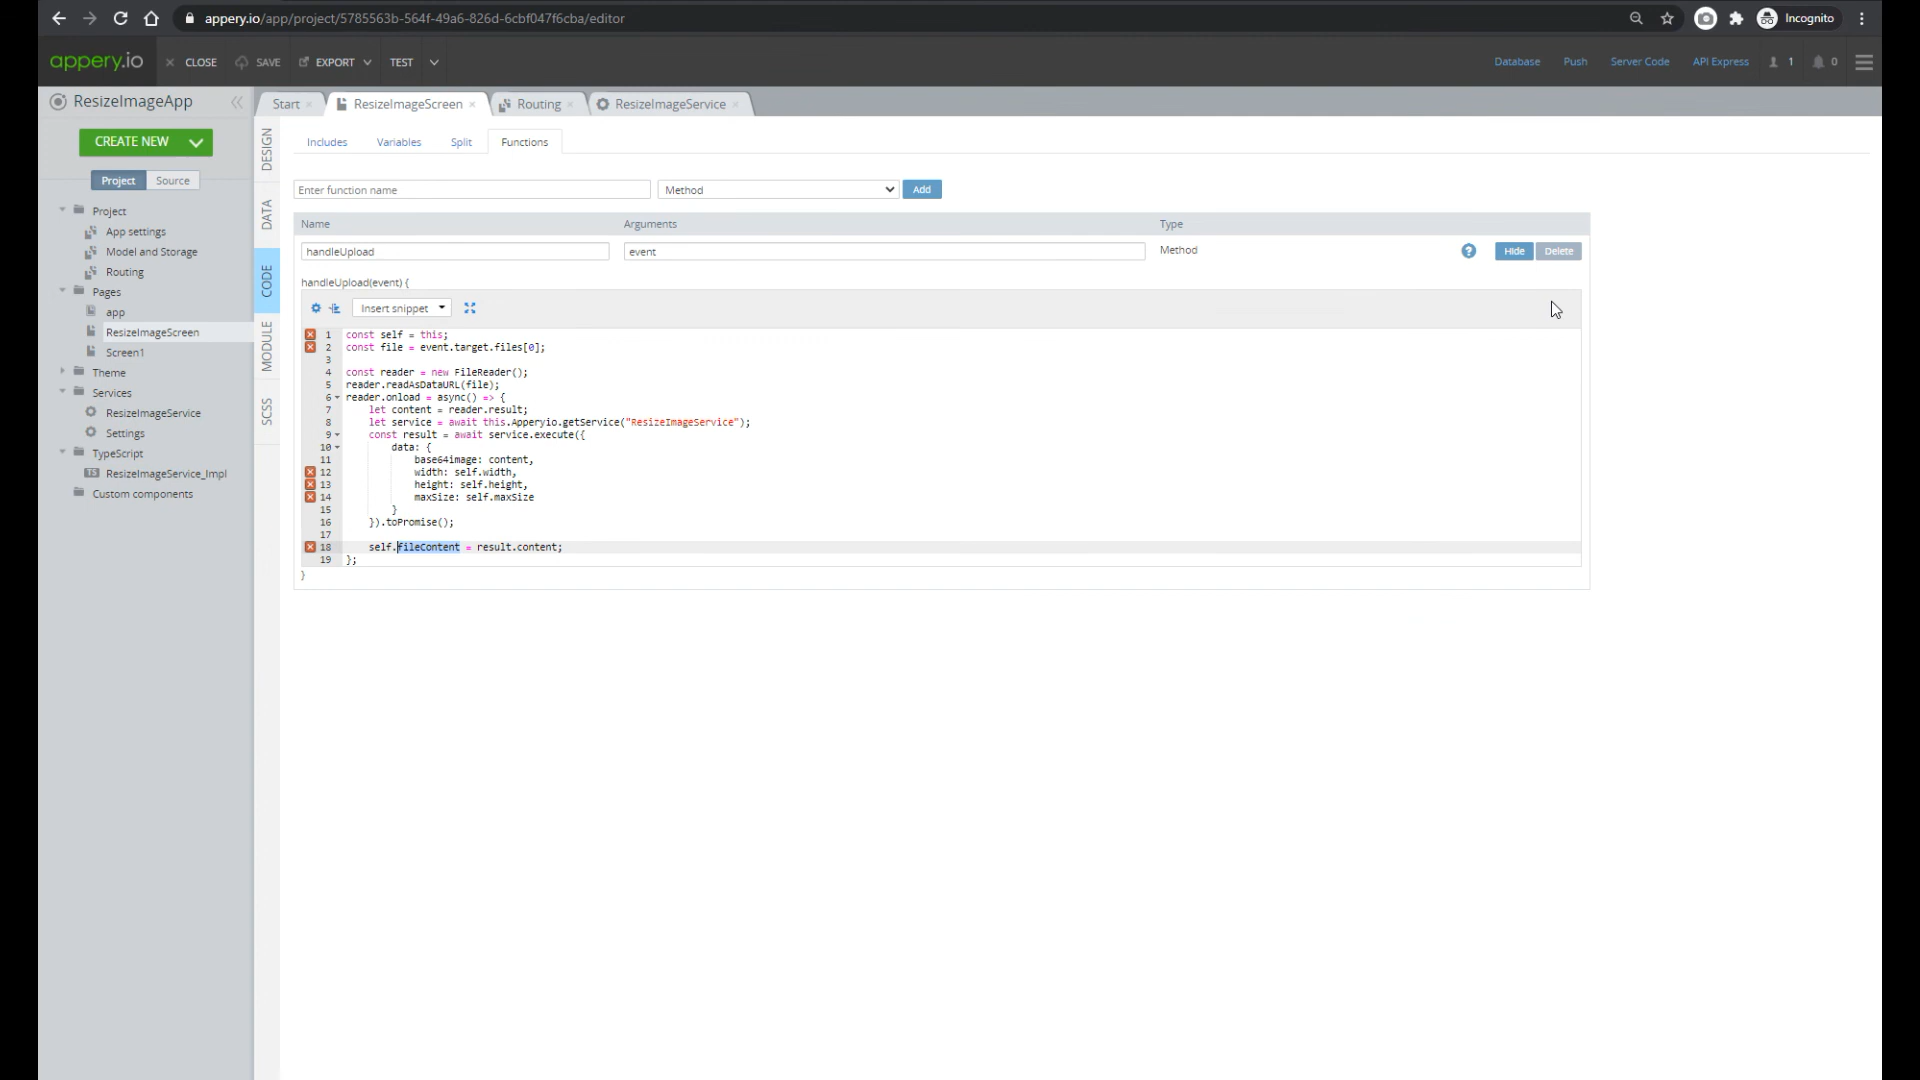 appery.io/app/project/5785563b-564f-49a6-826d-6cbf047f6cba/editor
Incognito
appery.io
CLOSE
SAVE
EXPORT
TEST
Database
Push
Server Code
API Express
1
0
ResizeImageApp
Start
ResizeImageScreen
Routing
ResizeImageService
CREATE NEW
Project
Source
Project
App settings
Model and Storage
Routing
Pages
app
ResizeImageScreen
Screen1
Theme
Services
ResizeImageService
Settings
TypeScript
TS ResizeImageService_Impl
Custom components
DESIGN
DATA
CODE
MODULE
SCSS
Includes
Variables
Split
Functions
Enter function name
Method
Add
Name
Arguments
Type
handleUpload
event
Method
?
Hide
Delete
handleUpload(event) {
Insert snippet
1 const self = this;
2 const file = event.target.files[0];
3
4 const reader = new FileReader();
5 reader.readAsDataURL(file);
6 reader.onload = async() => {
7 let content = reader.result;
8 let service = await this.Apperyio.getService("ResizeImageService");
9 const result = await service.execute({
10 data: {
11 base64image: content,
12 width: self.width,
13 height: self.height,
14 maxSize: self.maxSize
15 }
16 }).toPromise();
17
18 self.fileContent = result.content;
19 };
}